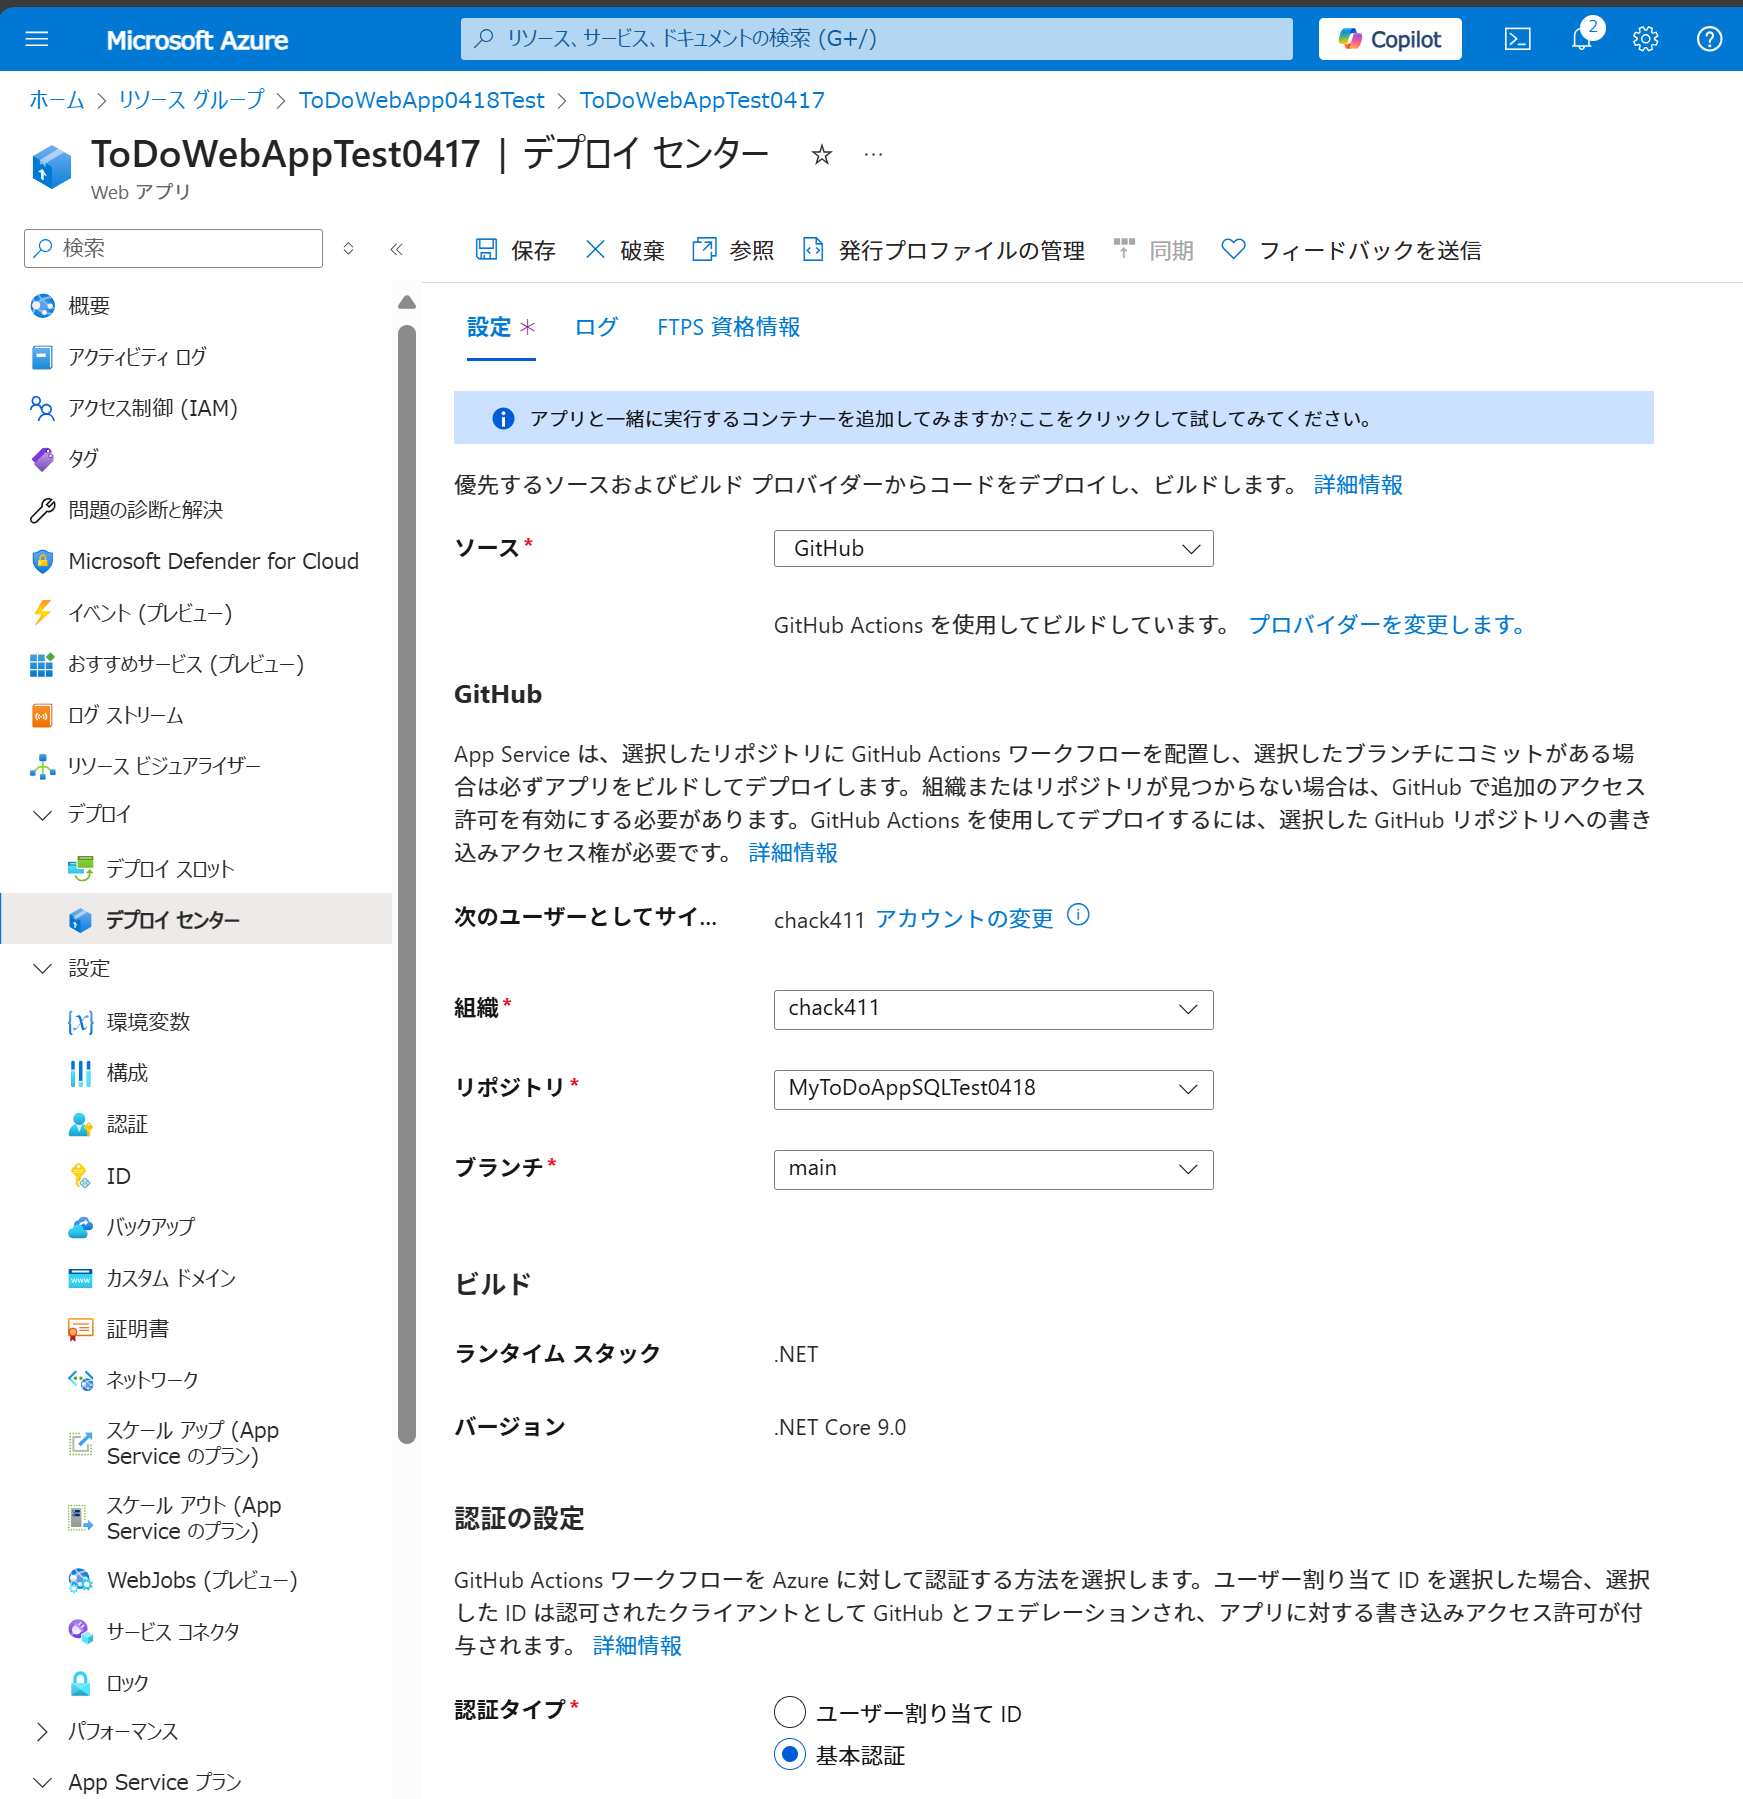 Microsoft Azure
リソース、サービス、ドキュメントの検索 (G+/)
Copilot
2
ホーム > リソース グループ > ToDoWebApp0418Test > ToDoWebAppTest0417
ToDoWebAppTest0417 | デプロイ センター
Web アプリ
検索
保存
破棄
参照
発行プロファイルの管理
同期
フィードバックを送信
概要
アクティビティ ログ
アクセス制御 (IAM)
タグ
問題の診断と解決
Microsoft Defender for Cloud
イベント (プレビュー)
おすすめサービス (プレビュー)
ログ ストリーム
リソース ビジュアライザー
デプロイ
デプロイ スロット
デプロイ センター
設定
環境変数
構成
認証
ID
バックアップ
カスタム ドメイン
証明書
ネットワーク
スケール アップ (App
Service のプラン)
スケール アウト (App
Service のプラン)
WebJobs (プレビュー)
サービス コネクタ
ロック
パフォーマンス
App Service プラン
設定 *
ログ
FTPS 資格情報
アプリと一緒に実行するコンテナーを追加してみますか?ここをクリックして試してみてください。
優先するソースおよびビルド プロバイダーからコードをデプロイし、ビルドします。 詳細情報
ソース*
GitHub
GitHub Actions を使用してビルドしています。 プロバイダーを変更します。
GitHub
App Service は、選択したリポジトリに GitHub Actions ワークフローを配置し、選択したブランチにコミットがある場
合は必ずアプリをビルドしてデプロイします。組織またはリポジトリが見つからない場合は、GitHub で追加のアクセス
許可を有効にする必要があります。GitHub Actions を使用してデプロイするには、選択した GitHub リポジトリへの書き
込みアクセス権が必要です。 詳細情報
次のユーザーとしてサイ...
chack411 アカウントの変更
組織*
chack411
リポジトリ*
MyToDoAppSQLTest0418
ブランチ*
main
ビルド
ランタイム スタック
.NET
バージョン
.NET Core 9.0
認証の設定
GitHub Actions ワークフローを Azure に対して認証する方法を選択します。ユーザー割り当て ID を選択した場合、選択
した ID は認可されたクライアントとして GitHub とフェデレーションされ、アプリに対する書き込みアクセス許可が付
与されます。 詳細情報
認証タイプ*
ユーザー割り当て ID
基本認証